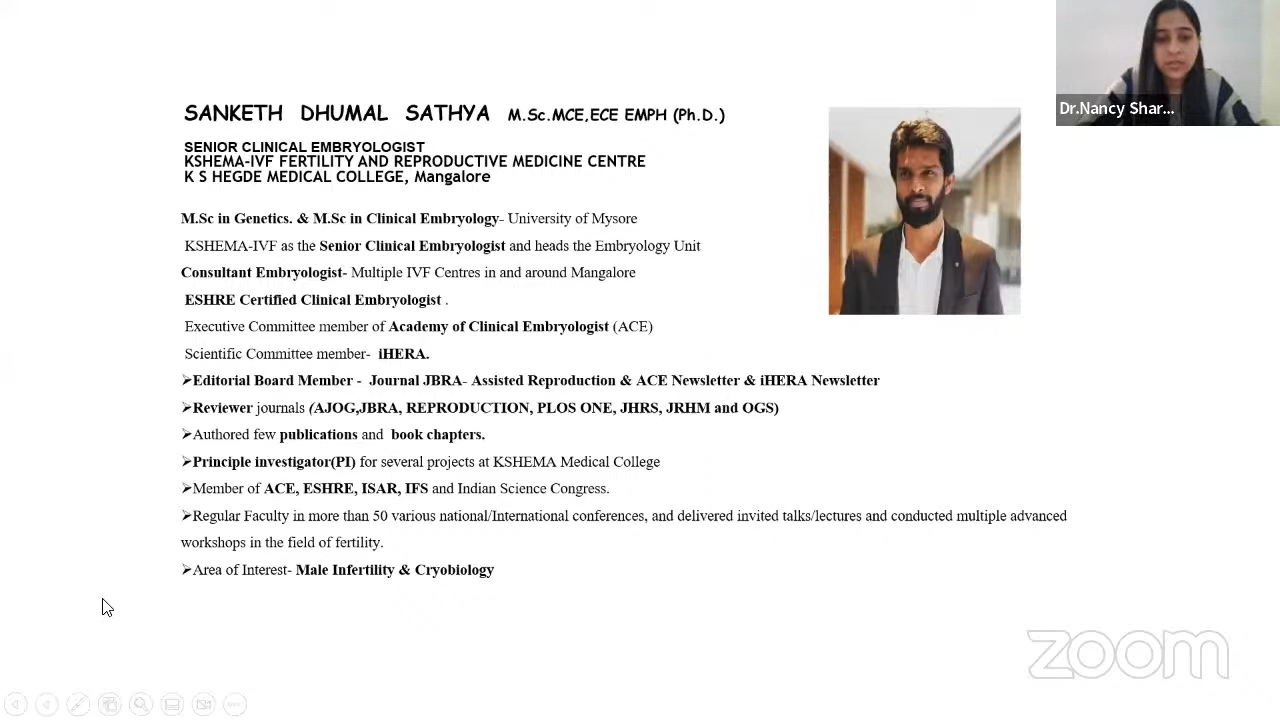 Dr.Nancy Shar...
SANKETH DHUMAL SATHYA M.Sc.MCE,ECE EMPH (Ph.D.)
SENIOR CLINICAL EMBRYOLOGIST
KSHEMA-IVF FERTILITY AND REPRODUCTIVE MEDICINE CENTRE
K S HEGDE MEDICAL COLLEGE, Mangalore
M.Sc in Genetics. & M.Sc in Clinical Embryology- University of Mysore
KSHEMA-IVF as the Senior Clinical Embryologist and heads the Embryology Unit
Consultant Embryologist- Multiple IVF Centres in and around Mangalore
ESHRE Certified Clinical Embryologist .
Executive Committee member of Academy of Clinical Embryologist (ACE)
Scientific Committee member- iHERA.
➢Editorial Board Member - Journal JBRA- Assisted Reproduction & ACE Newsletter & iHERA Newsletter
➢Reviewer journals (AJOG,JBRA, REPRODUCTION, PLOS ONE, JHRS, JRHM and OGS)
➢Authored few publications and book chapters.
➢Principle investigator(PI) for several projects at KSHEMA Medical College
➢Member of ACE, ESHRE, ISAR, IFS and Indian Science Congress.
➢Regular Faculty in more than 50 various national/International conferences, and delivered invited talks/lectures and conducted multiple advanced
workshops in the field of fertility.
➢Area of Interest- Male Infertility & Cryobiology
zoom